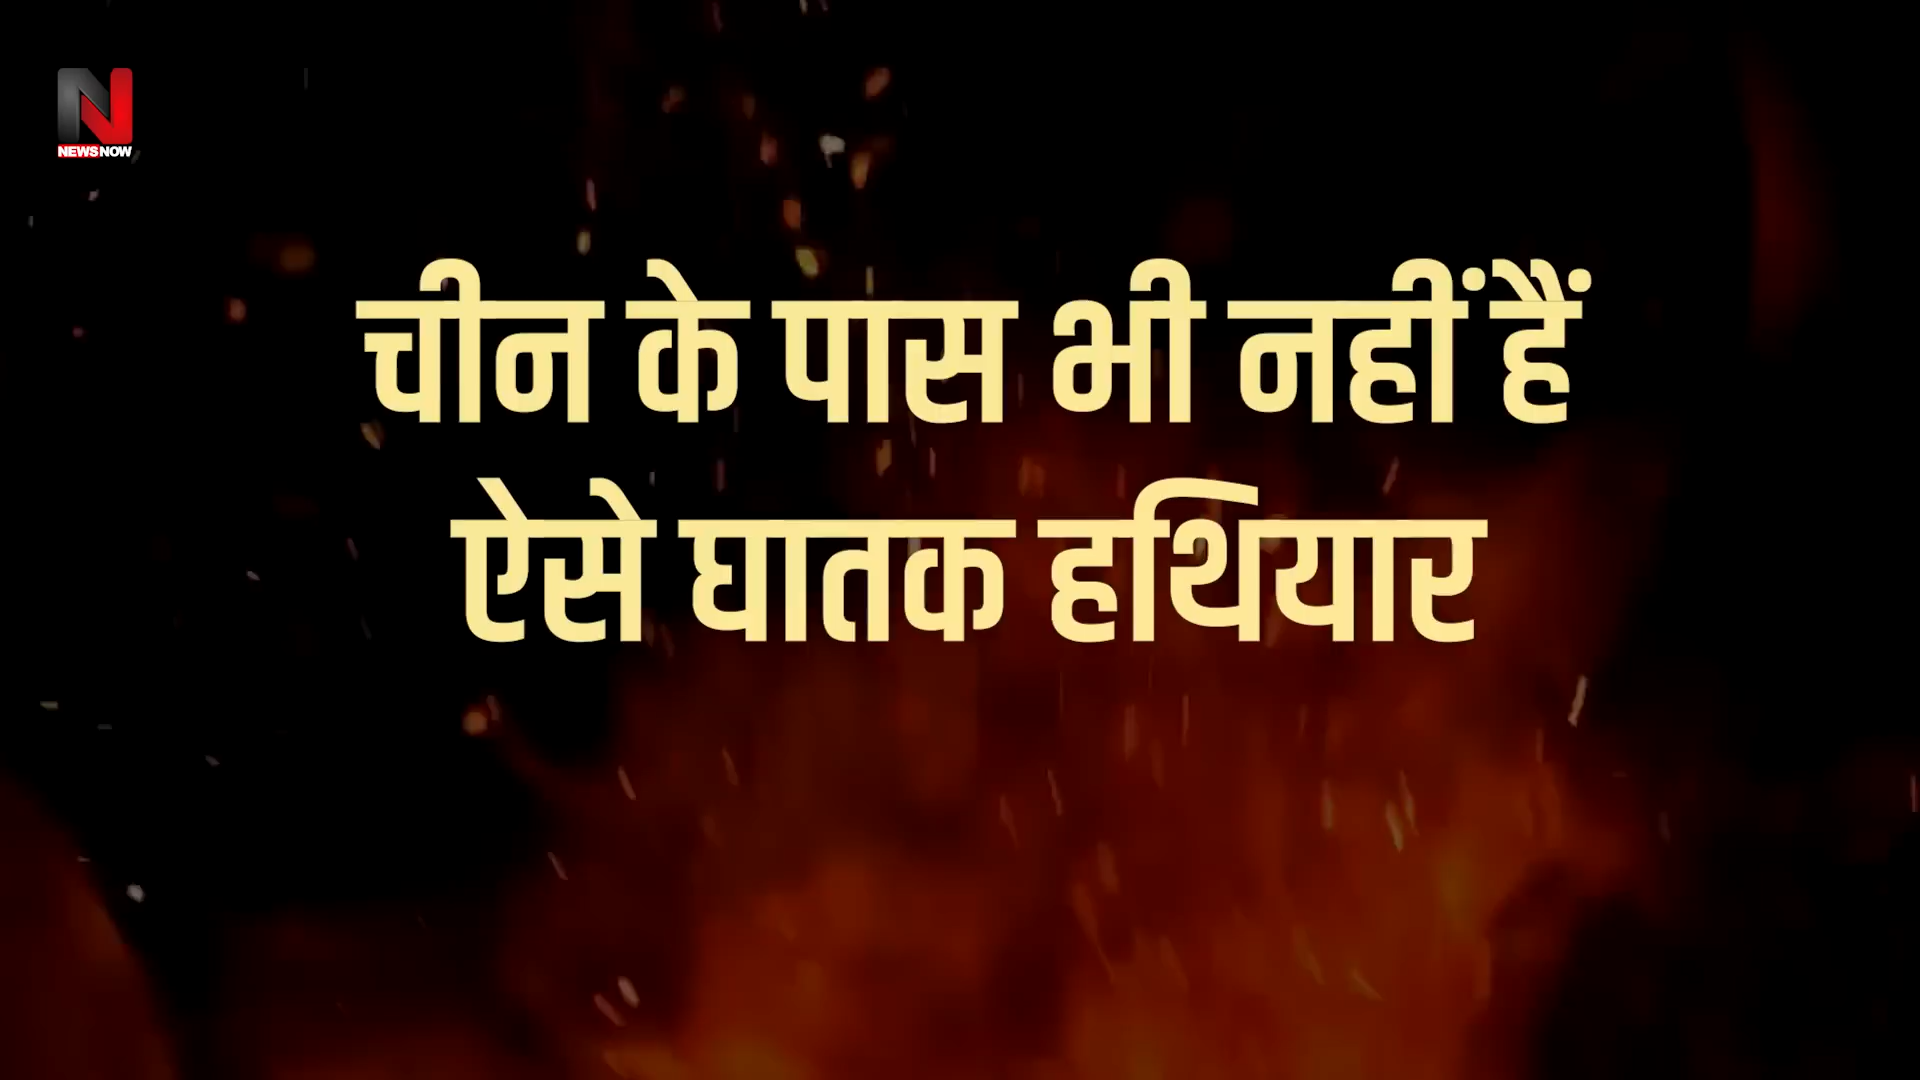 NEWSNOW
चीन के पास भी नहीं हैं
ऐसे घातक हथियार